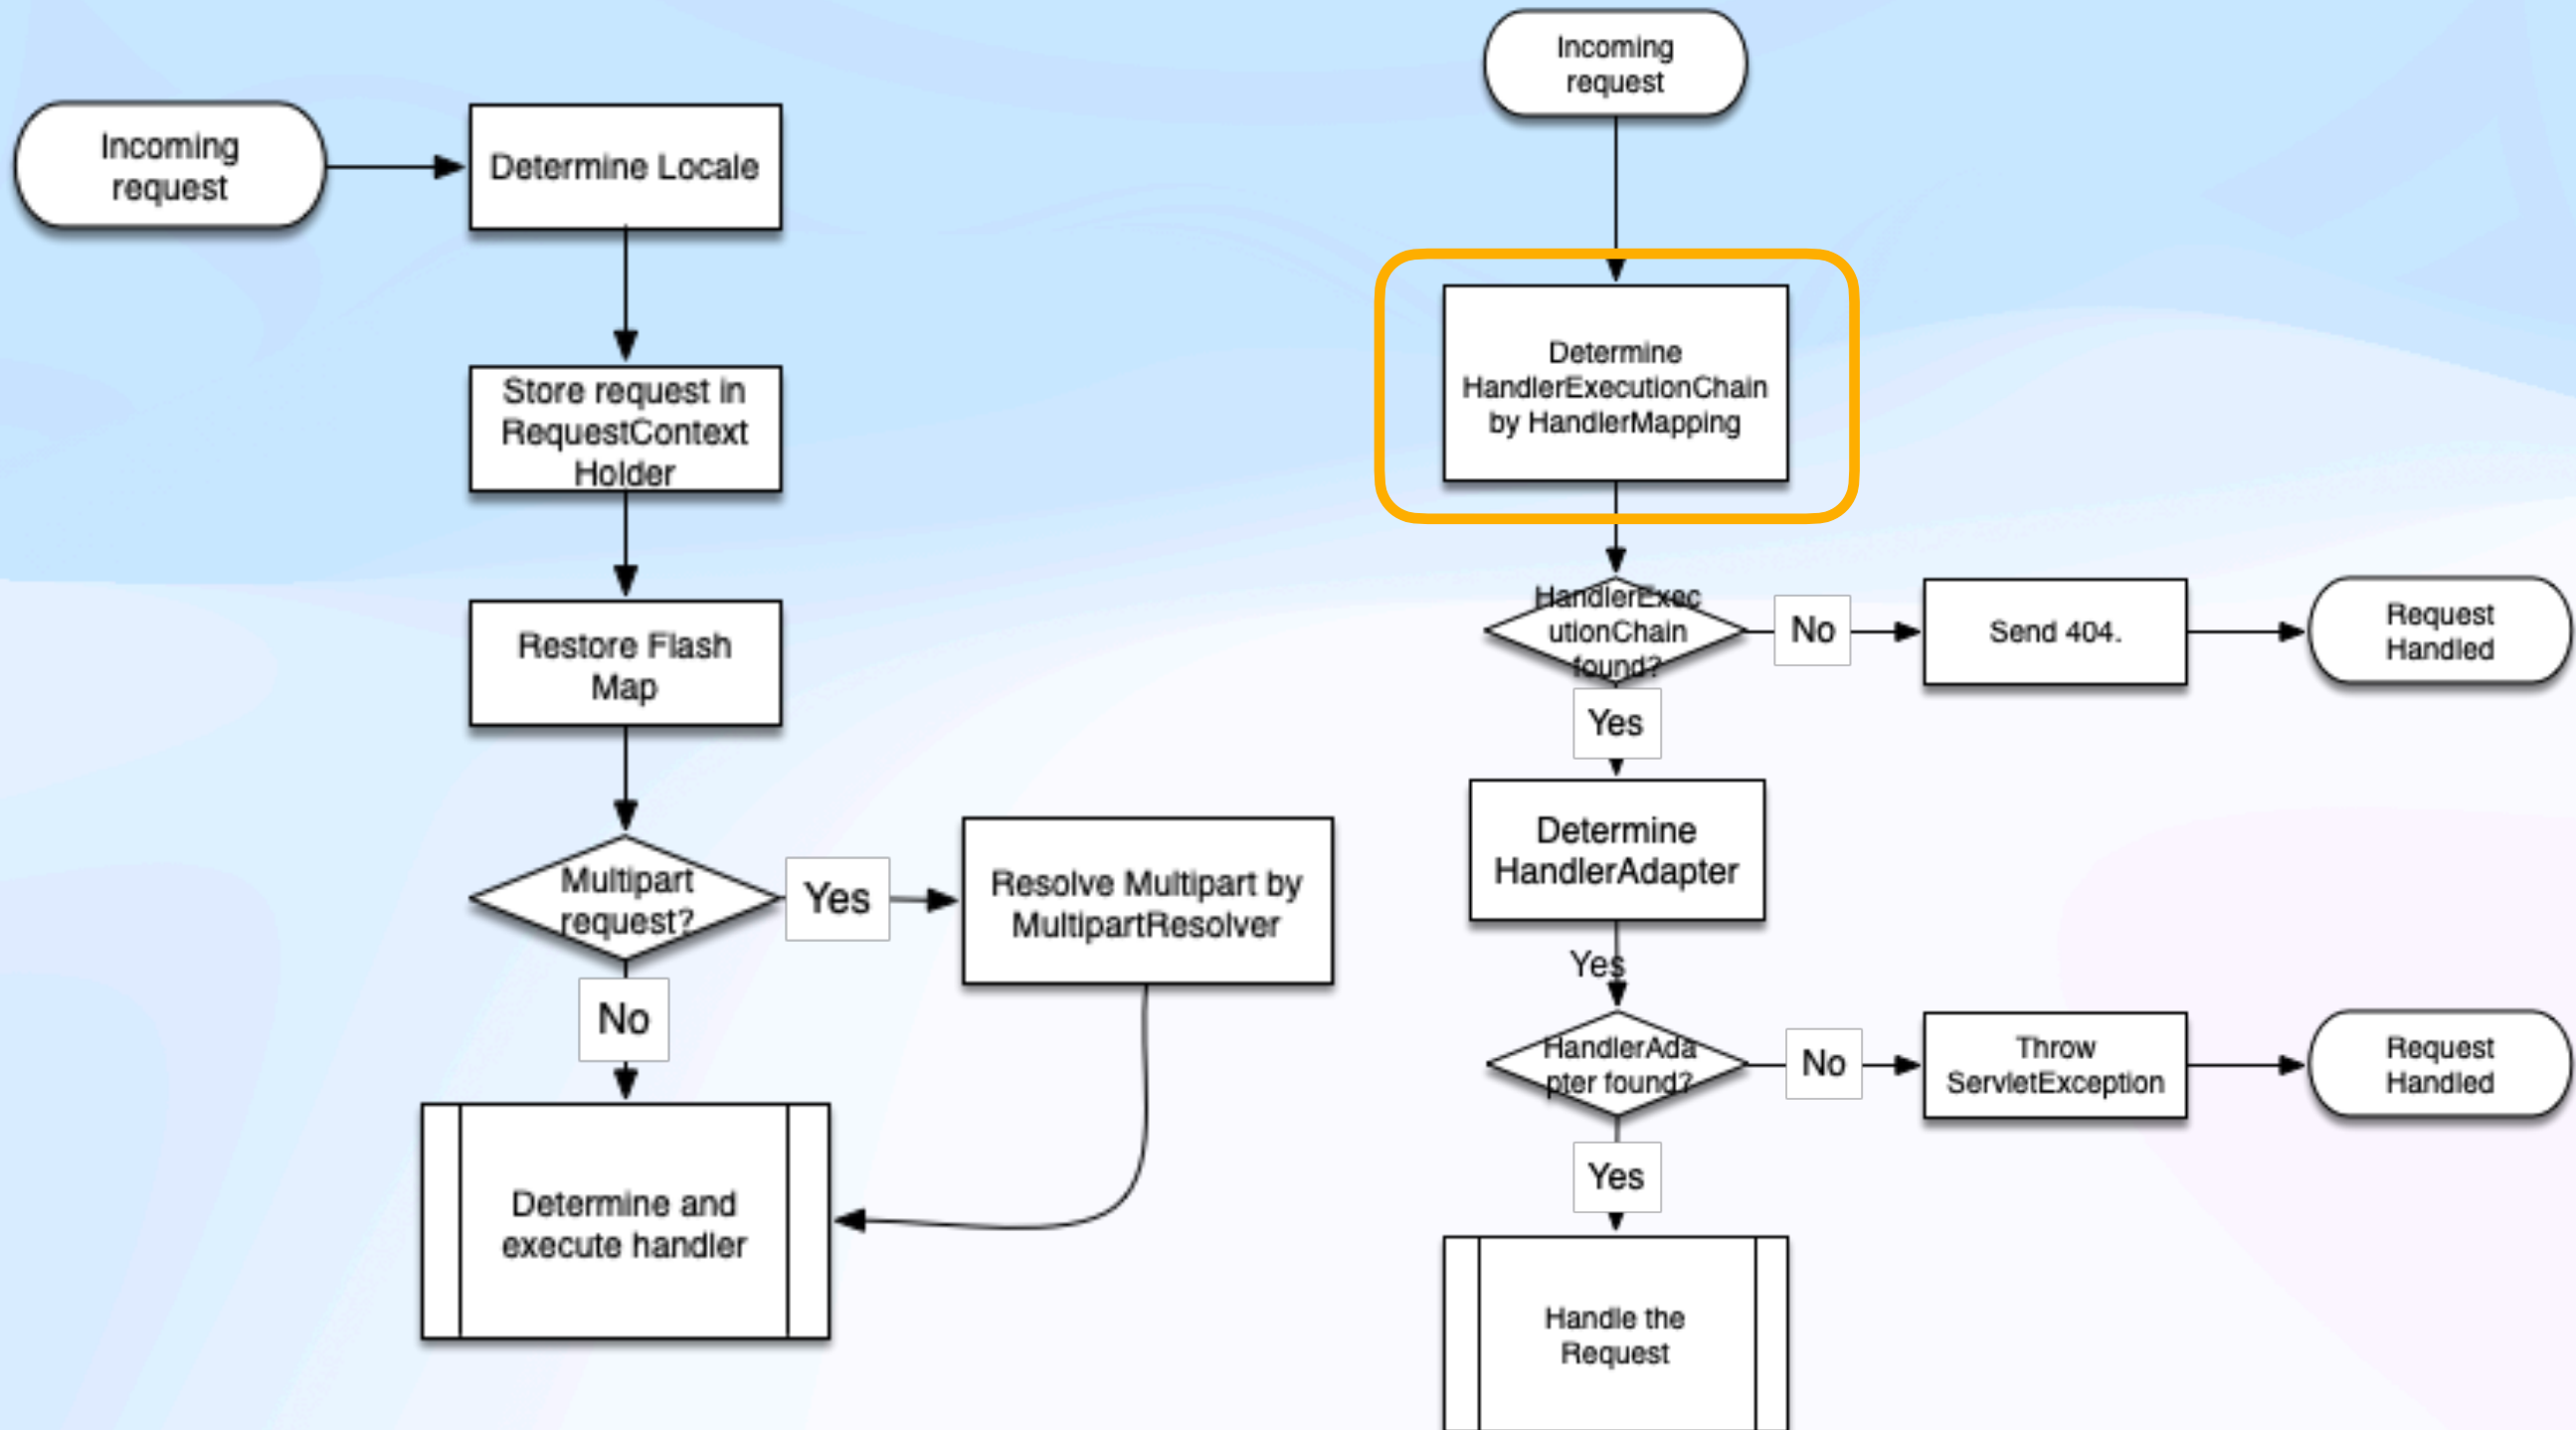 Incoming
request
Determine Locale
Store request in
RequestContext
Holder
Restore Flash
Map
Multipart
request?
Yes
Resolve Multipart by
MultipartResolver
No
Determine and
execute handler
Incoming
request
Determine
HandlerExecutionChain
by HandlerMapping
HandlerExec
utionChain
found?
No
Send 404.
Request
Handled
Yes
Determine
HandlerAdapter
Yes
HandlerAda
pter found?
No
Throw
ServletException
Request
Handled
Yes
Handle the
Request